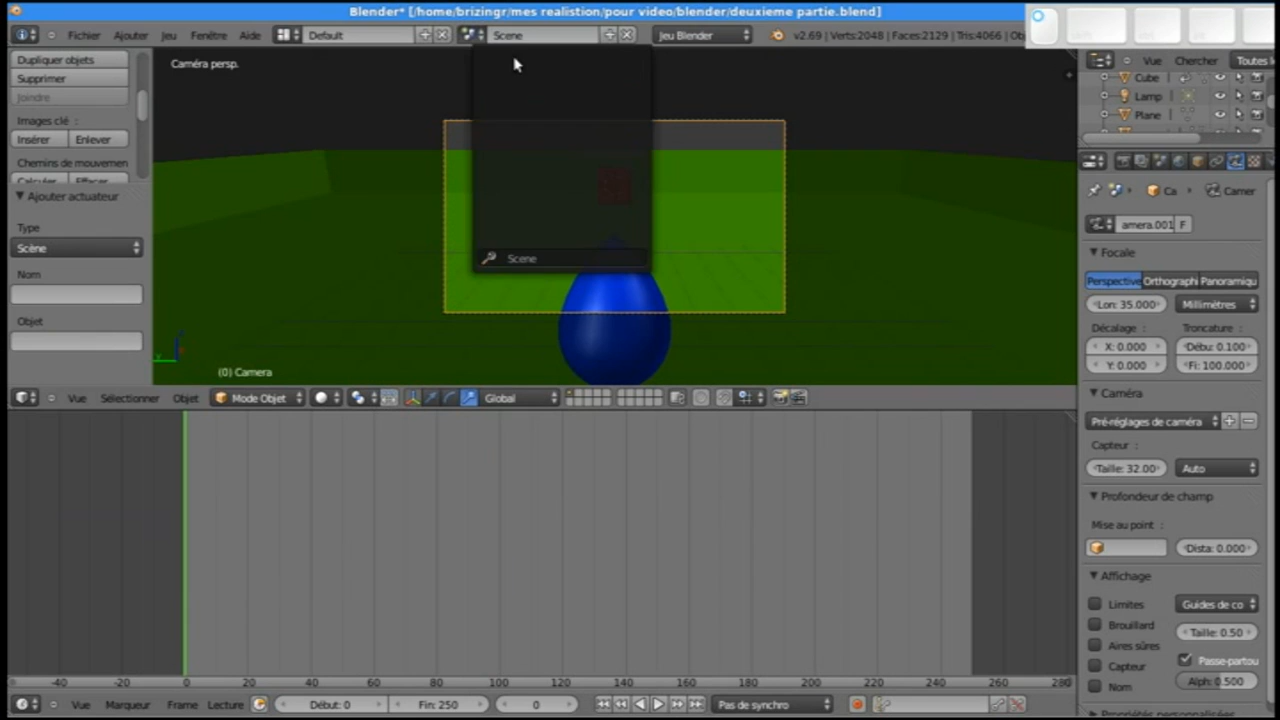 Blender* [/home/brizingr/mes realistion/pour video/blender/deuxieme partie.blend]
Fichier Ajouter Jeu Fenêtre Aide Default Scene Jeu Blender v2.69 | Verts:2048 | Faces:2129 | Tris:4066 | Ob
Dupliquer objets
Supprimer
Joindre
Images clé :
Insérer Enlever
Chemins de mouvemen
Calculer Effacer
Ajouter actuateur
Type
Scène
Nom
Objet
Caméra persp.
Scene
(0) Camera
Vue Chercher Toutes l
Cube
Lamp
Plane
Ca Camer
amera.001 F
Focale
Perspective Orthographi Panoramiqu
Lon: 35.000 Millimètres
Décalage : Troncature :
X: 0.000 Débu: 0.100
Y: 0.000 Fi: 100.000
Caméra
Pré-réglages de caméra
Capteur :
Taille: 32.00 Auto
Profondeur de champ
Mise au point :
Dista: 0.000
Affichage
Limites Guides de co
Brouillard Taille: 0.50
Aires sûres
Capteur Passe-partou
Nom Alph: 0.500
Propriétés personnalisées
Vue Sélectionner Objet Mode Objet Global
-40 -20 0 20 40 60 80 100 120 140 160 180 200 220 240 260 280
Vue Marqueur Frame Lecture Début: 0 Fin: 250 0 Pas de synchro